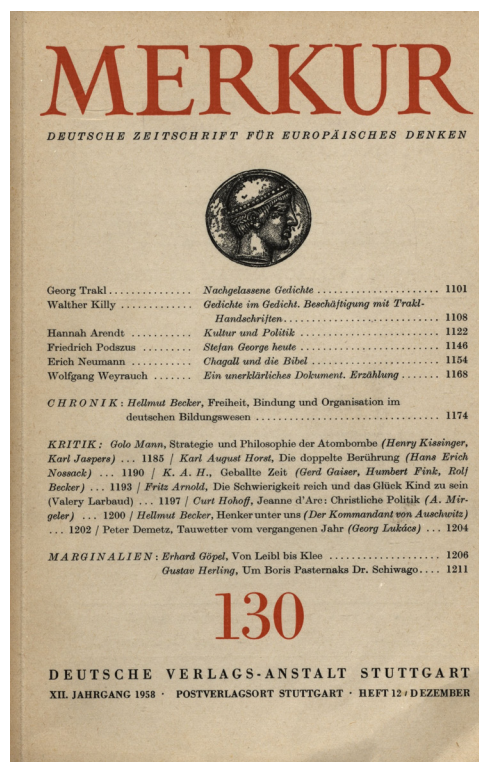 MERKUR
DEUTSCHE ZEITSCHRIFT FÜR EUROPÄISCHES DENKEN
Georg Trakl ............... Nachgelassene Gedichte ........................ 1101
Walther Killy ............. Gedichte im Gedicht. Beschäftigung mit Trakl-
Handschriften .............................. 1108
Hannah Arendt .......... Kultur und Politik ............................ 1122
Friedrich Podszus ......... Stefan George heute ............................ 1146
Erich Neumann .......... Chagall und die Bibel ......................... 1154
Wolfgang Weyrauch ....... Ein unerklärliches Dokument. Erzählung ....... 1168
CHRONIK: Hellmut Becker, Freiheit, Bindung und Organisation im
deutschen Bildungswesen .................................... 1174
KRITIK: Golo Mann, Strategie und Philosophie der Atombombe (Henry Kissinger,
Karl Jaspers) ... 1185 / Karl August Horst, Die doppelte Berührung (Hans Erich
Nossack) ... 1190 / K. A. H., Geballte Zeit (Gerd Gaiser, Humbert Fink, Rolf
Becker) ... 1193 / Fritz Arnold, Die Schwierigkeit reich und das Glück Kind zu sein
(Valery Larbaud) ... 1197 / Curt Hohoff, Jeanne d'Arc: Christliche Politik (A. Mir-
geler) ... 1200 / Hellmut Becker, Henker unter uns (Der Kommandant von Auschwitz)
... 1202 / Peter Demetz, Tauwetter vom vergangenen Jahr (Georg Lukács) ... 1204
MARGINALIEN: Erhard Göpel, Von Leibl bis Klee ...................... 1206
Gustav Herling, Um Boris Pasternaks Dr. Schiwago.... 1211
130
DEUTSCHE VERLAGS-ANSTALT STUTTGART
XII. JAHRGANG 1958 · POSTVERLAGSORT STUTTGART · HEFT 12 / DEZEMBER